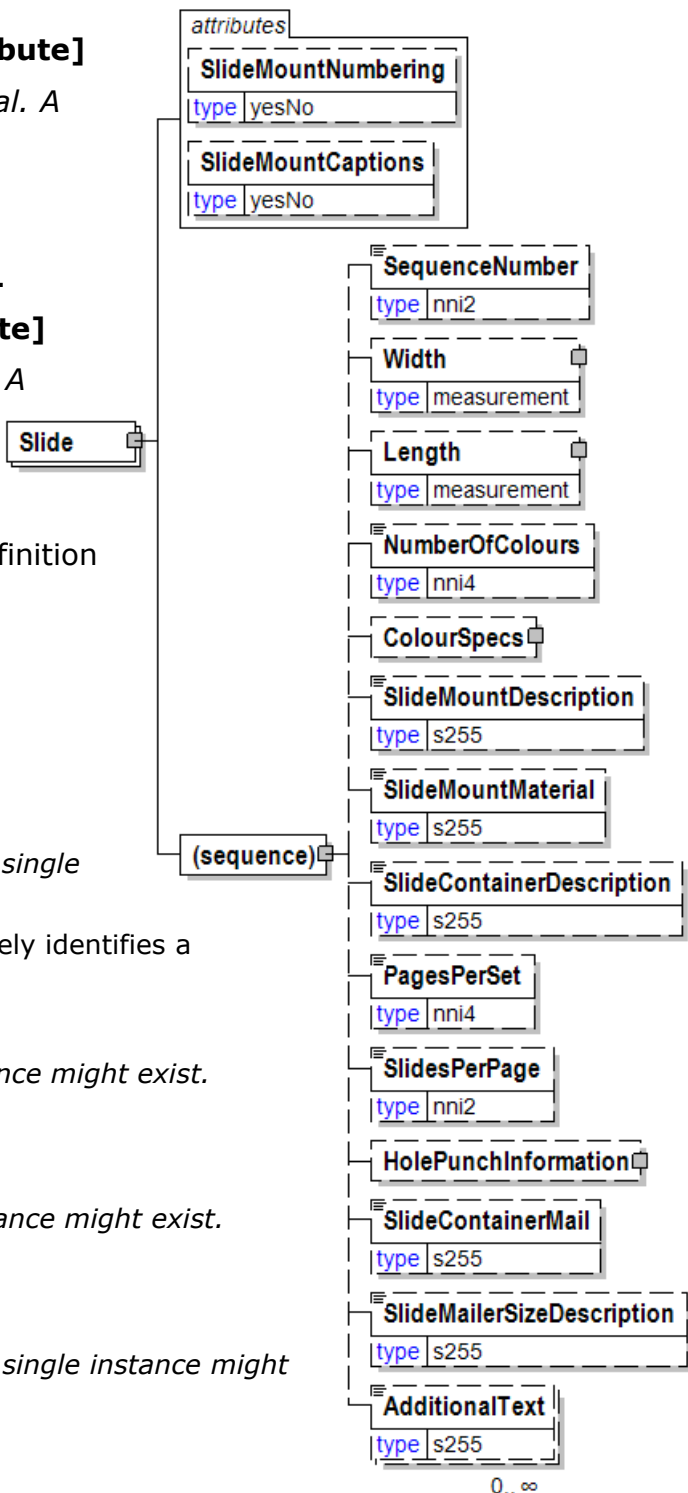 bute]
al. A
.
te]
A
finition
single
ely identifies a
nce might exist.
ance might exist.
single instance might
Slide
attributes
SlideMountNumbering
type yesNo
SlideMountCaptions
type yesNo
(sequence)
SequenceNumber
type nni2
Width
type measurement
Length
type measurement
NumberOfColours
type nni4
ColourSpecs
SlideMountDescription
type s255
SlideMountMaterial
type s255
SlideContainerDescription
type s255
PagesPerSet
type nni4
SlidesPerPage
type nni2
HolePunchInformation
SlideContainerMail
type s255
SlideMailerSizeDescription
type s255
AdditionalText
type s255
0..∞